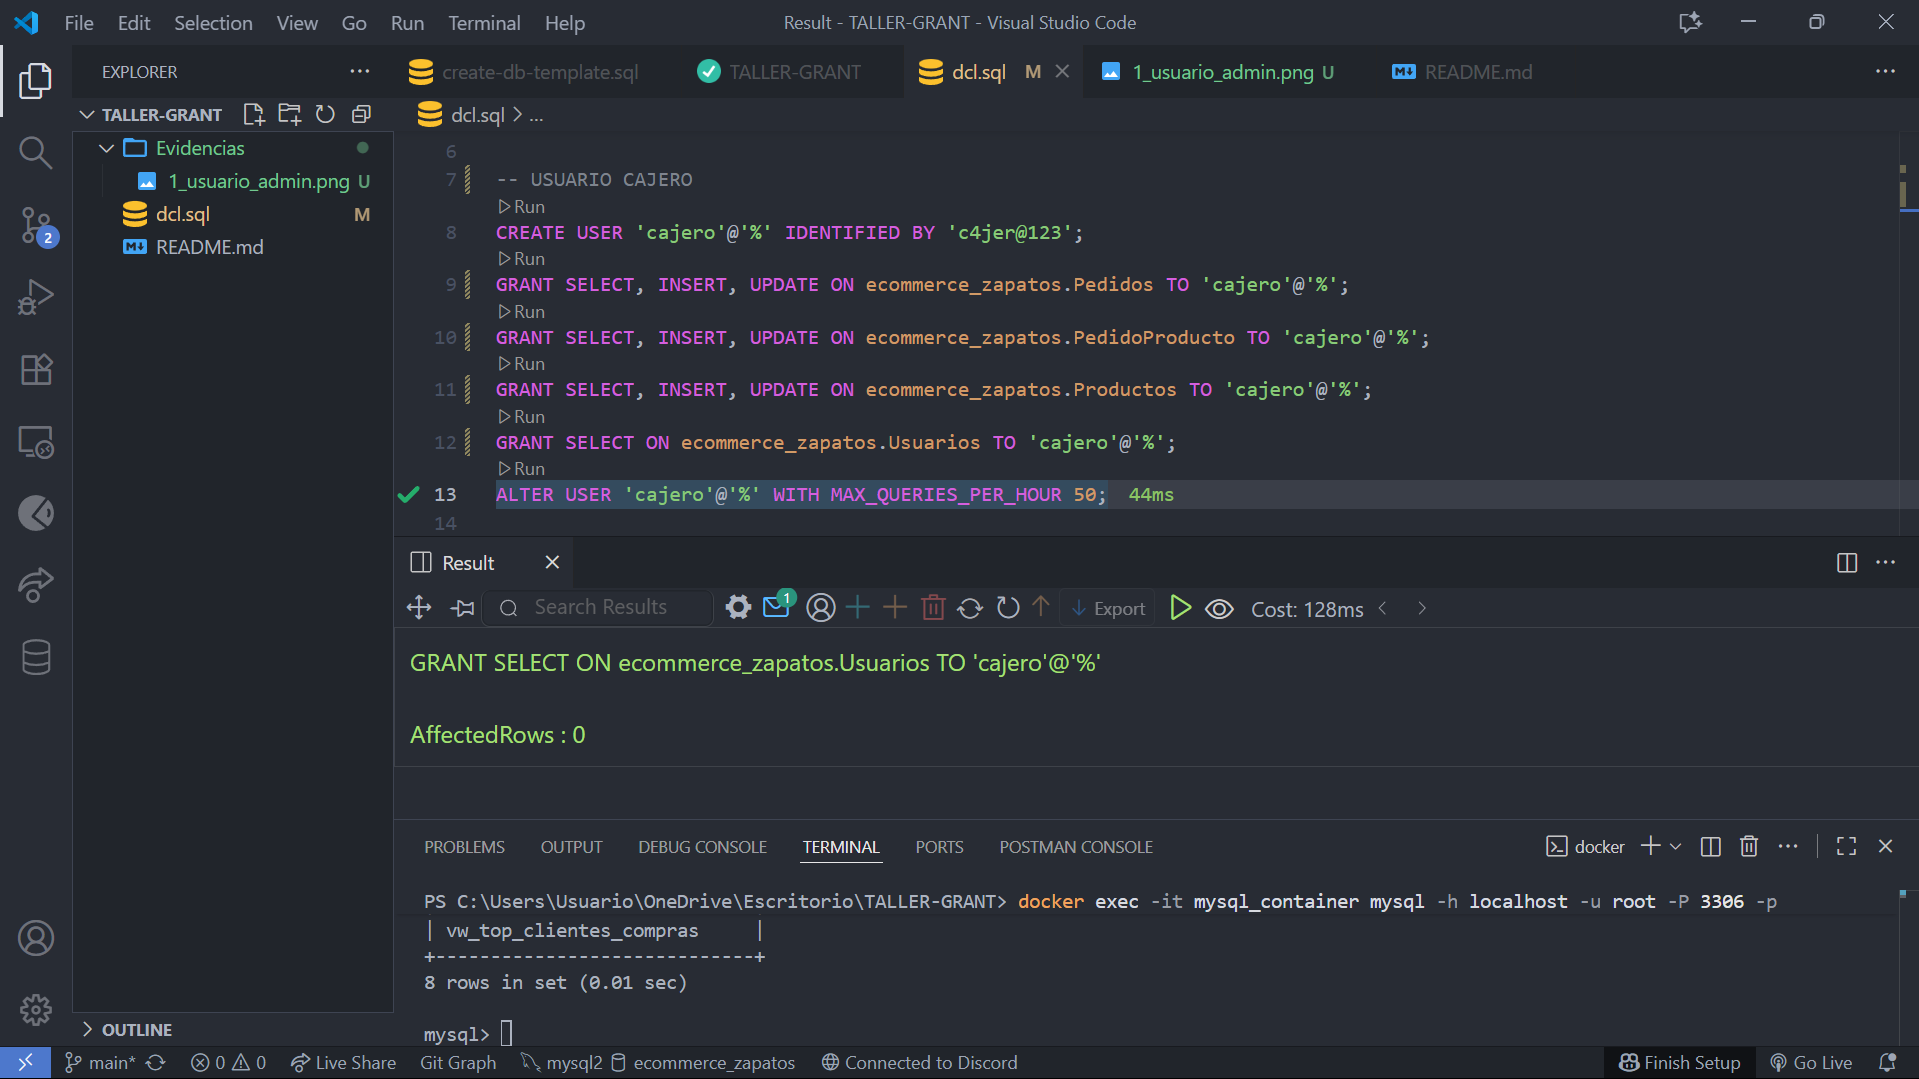 File Edit Selection View Go Run Terminal Help
Result - TALLER-GRANT - Visual Studio Code
EXPLORER
create-db-template.sql
TALLER-GRANT
dcl.sql M
1_usuario_admin.png U
README.md
TALLER-GRANT
dcl.sql > ...
Evidencias
1_usuario_admin.png U
dcl.sql M
README.md
2
6
7 -- USUARIO CAJERO
Run
8 CREATE USER 'cajero'@'%' IDENTIFIED BY 'c4jer@123';
Run
9 GRANT SELECT, INSERT, UPDATE ON ecommerce_zapatos.Pedidos TO 'cajero'@'%';
Run
10 GRANT SELECT, INSERT, UPDATE ON ecommerce_zapatos.PedidoProducto TO 'cajero'@'%';
Run
11 GRANT SELECT, INSERT, UPDATE ON ecommerce_zapatos.Productos TO 'cajero'@'%';
Run
12 GRANT SELECT ON ecommerce_zapatos.Usuarios TO 'cajero'@'%';
Run
13 ALTER USER 'cajero'@'%' WITH MAX_QUERIES_PER_HOUR 50; 44ms
14
Result
Search Results
1
Export
Cost: 128ms
GRANT SELECT ON ecommerce_zapatos.Usuarios TO 'cajero'@'%'
AffectedRows : 0
PROBLEMS OUTPUT DEBUG CONSOLE TERMINAL PORTS POSTMAN CONSOLE
docker
PS C:\Users\Usuario\OneDrive\Escritorio\TALLER-GRANT> docker exec -it mysql_container mysql -h localhost -u root -P 3306 -p
| vw_top_clientes_compras |
+-----------------------------+
8 rows in set (0.01 sec)
mysql>
OUTLINE
main* 0 0 Live Share Git Graph mysql2 ecommerce_zapatos Connected to Discord
Finish Setup Go Live